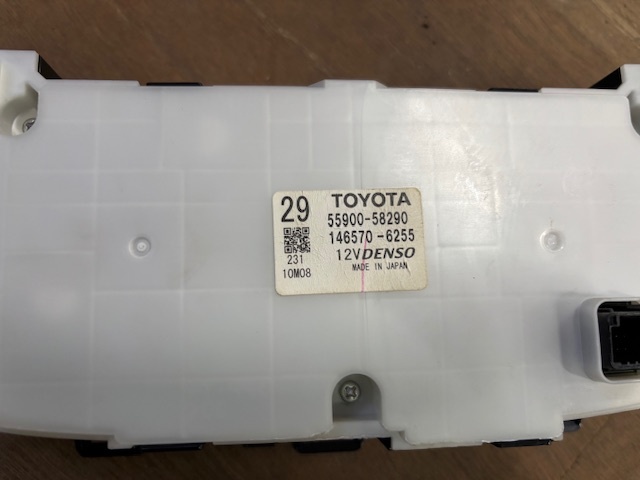 29 TOYOTA
55900-58290
146570-6255
231
12V DENSO
10M08
MADE IN JAPAN